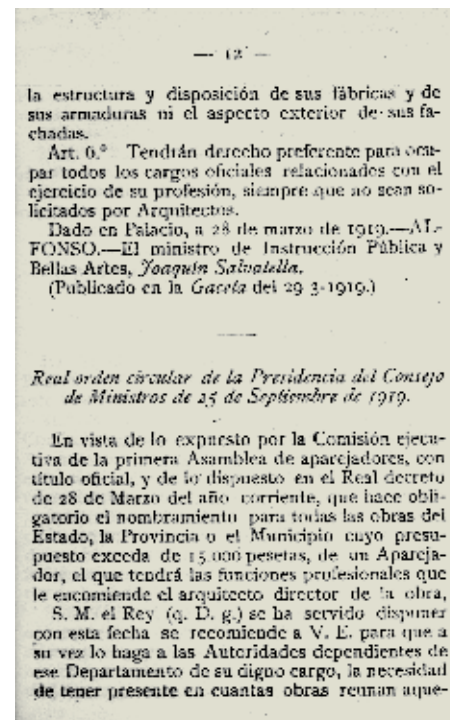 — 12 —
la estructura y disposición de sus fábricas y de
sus armaduras ni el aspecto exterior de sus fa-
chadas.
Art. 6.º Tendrán derecho preferente para ocu-
par todos los cargos oficiales relacionados con el
ejercicio de su profesión, siempre que no sean so-
licitados por Arquitectos.
Dado en Palacio, a 28 de marzo de 1919.—AL-
FONSO.—El ministro de Instrucción Pública y
Bellas Artes, Joaquín Salvatella.
(Publicado en la Gaceta del 29-3-1919.)
Real orden circular de la Presidencia del Consejo
de Ministros de 25 de Septiembre de 1919.
En vista de lo expuesto por la Comisión ejecu-
tiva de la primera Asamblea de aparejadores, con
título oficial, y de lo dispuesto en el Real decreto
de 28 de Marzo del año corriente, que hace obli-
gatorio el nombramiento para todas las obras del
Estado, la Provincia o el Municipio cuyo presu-
puesto exceda de 15.000 pesetas, de un Apareja-
dor, el que tendrá las funciones profesionales que
le encomiende el arquitecto director de la obra,
S. M. el Rey (q. D. g.) se ha servido disponer
con esta fecha se recomiende a V. E. para que a
su vez lo haga a las Autoridades dependientes de
ese Departamento de su digno cargo, la necesidad
de tener presente en cuantas obras reunan aque-